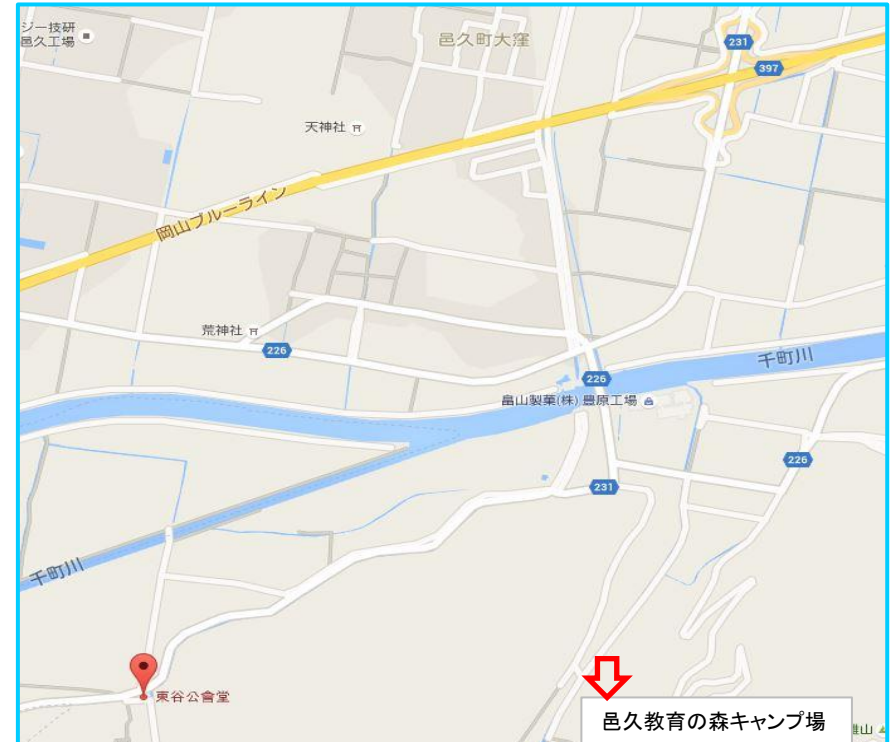 ジー技研
邑久工場
邑久町大窪
231
397
天神社
岡山ブルーライン
荒神社
226
千町川
226
畠山製菓(株) 豊原工場
226
231
千町川
東谷公會堂
邑久教育の森キャンプ場
雄山